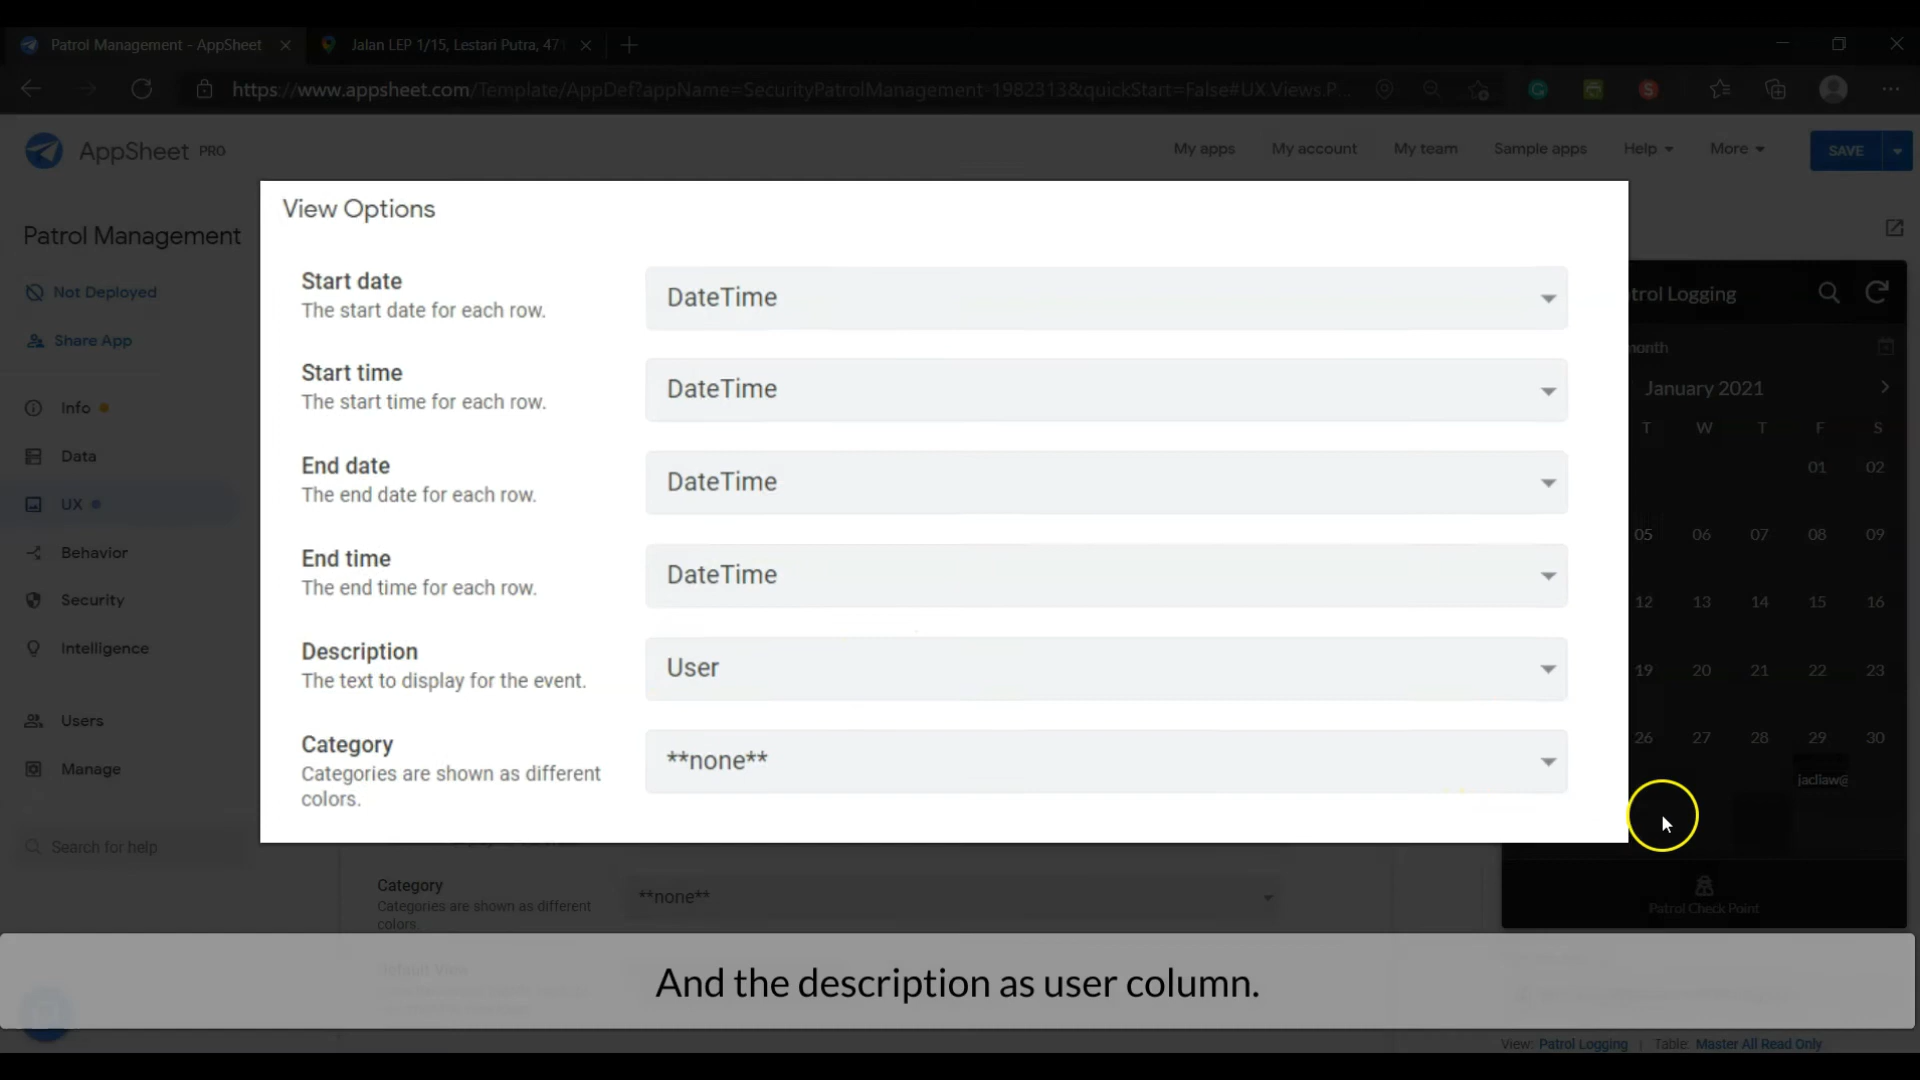 Patrol Management - AppSheet
Jalan LEP 1/15, Lestari Putra, 471
https://www.appsheet.com/Template/AppDef?appName=SecurityPatrolManagement-1982313&quickStart=False#UX.Views.P...
AppSheet PRO
My apps
My account
My team
Sample apps
Help
More
SAVE
Patrol Management
Not Deployed
Share App
Info
Data
UX
Behavior
Security
Intelligence
Users
Manage
Search for help
View Options
Start date
The start date for each row.
DateTime
Start time
The start time for each row.
DateTime
End date
The end date for each row.
DateTime
End time
The end time for each row.
DateTime
Description
The text to display for the event.
User
Category
Categories are shown as different
colors.
**none**
trol Logging
month
January 2021
T W T F S
01 02
05 06 07 08 09
12 13 14 15 16
19 20 21 22 23
26 27 28 29 30
jacliaw@
Patrol Check Point
Category
Categories are shown as different
colors.
**none**
And the description as user column.
View: Patrol Logging | Table: Master All Read Only